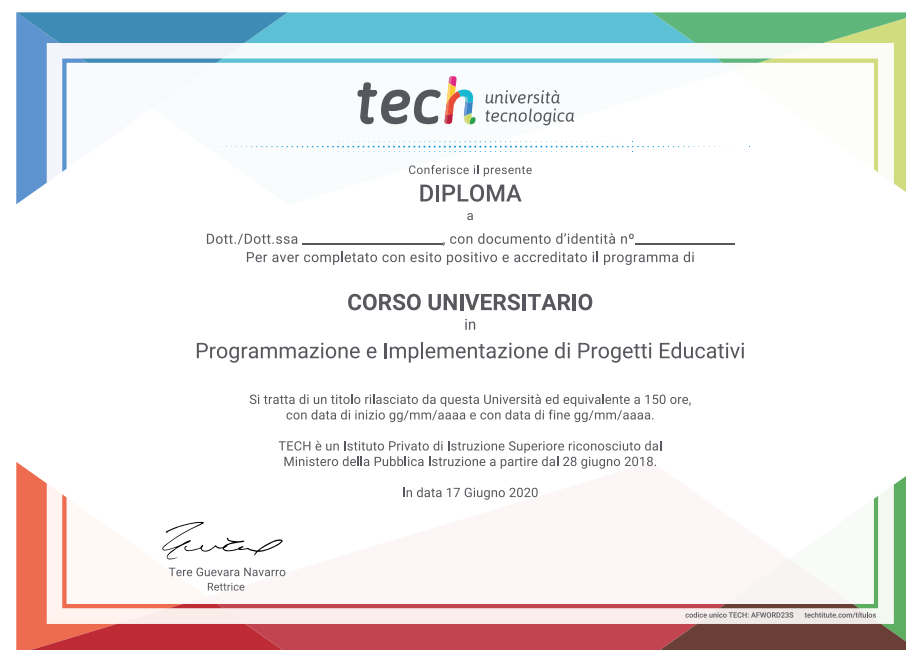 tech università
tecnologica
Conferisce il presente
DIPLOMA
a
Dott./Dott.ssa ____________________, con documento d'identità nº______________
Per aver completato con esito positivo e accreditato il programma di
CORSO UNIVERSITARIO
in
Programmazione e Implementazione di Progetti Educativi
Si tratta di un titolo rilasciato da questa Università ed equivalente a 150 ore,
con data di inizio gg/mm/aaaa e con data di fine gg/mm/aaaa.
TECH è un Istituto Privato di Istruzione Superiore riconosciuto dal
Ministero della Pubblica Istruzione a partire dal 28 giugno 2018.
In data 17 Giugno 2020
Tere Guevara Navarro
Rettrice
codice unico TECH: AFWORD23S techtitute.com/títulos